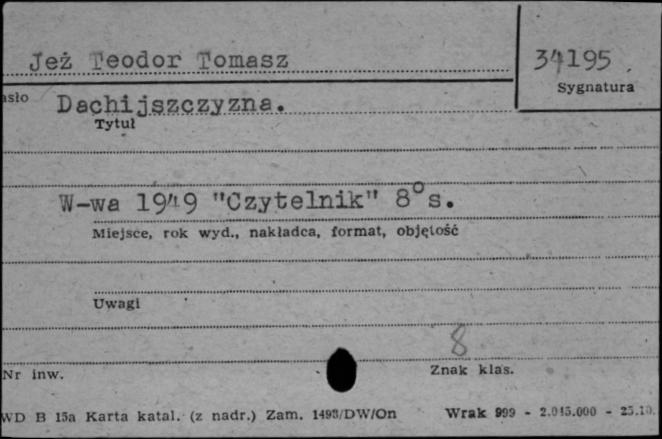 Jeż Teodor Tomasz
34195
Sygnatura
asło
Dachijszczyzna.
Tytuł
W-wa 1949 "Czytelnik" 8°s.
Miejsce, rok wyd., nakładca, format, objętość
Uwagi
8
Nr inw.
Znak klas.
WD B 15a Karta katal. (z nadr.) Zam. 1493/DW/On
Wrak 999 - 2.015.000 - 25.10.